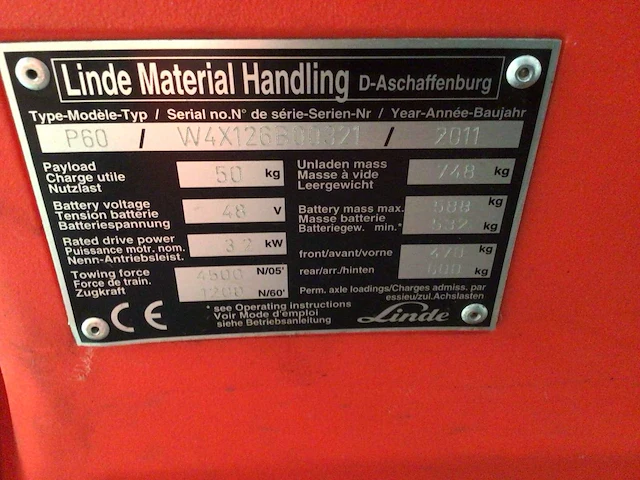 Linde Material Handling D-Aschaffenburg
Type-Modèle-Typ / Serial no.N° de série-Serien-Nr / Year-Année-Baujahr
P60 / W4X126B00321 / 2011
Payload
Charge utile
Nutzlast
50 kg
Battery voltage
Tension batterie
Batteriespannung
48 V
Rated drive power
Puissance motr. nom.
Nenn-Antriebsleist.
3.2 kW
Towing force
Force de train.
Zugkraft
4500 N/05'
1200 N/60'
Unladen mass
Masse à vide
Leergewicht
748 kg
Battery mass max.
Masse batterie
Batteriegew. min.*
588 kg
532 kg
front/avant/vorne
rear/arr./hinten
kg
kg
Perm. axle loadings/Charges admiss. par
essieu/zul.Achslasten
* see Operating instructions
Voir Mode d'emploi
siehe Betriebsanleitung
CE
Linde